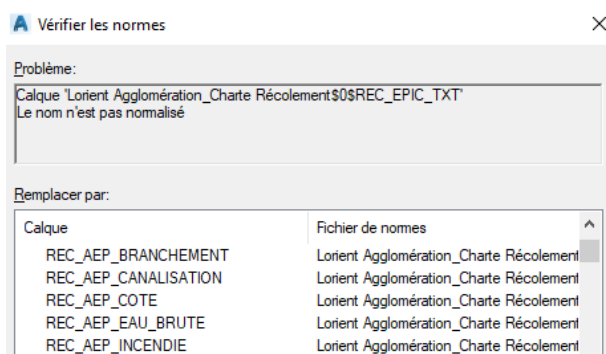 Vérifier les normes
Problème:
Calque 'Lorient Agglomération_Charte Récolement$0$REC_EPIC_TXT'
Le nom n'est pas normalisé
Remplacer par:
Calque Fichier de normes
REC_AEP_BRANCHEMENT Lorient Agglomération_Charte Récolement
REC_AEP_CANALISATION Lorient Agglomération_Charte Récolement
REC_AEP_COTE Lorient Agglomération_Charte Récolement
REC_AEP_EAU_BRUTE Lorient Agglomération_Charte Récolement
REC_AEP_INCENDIE Lorient Agglomération_Charte Récolement